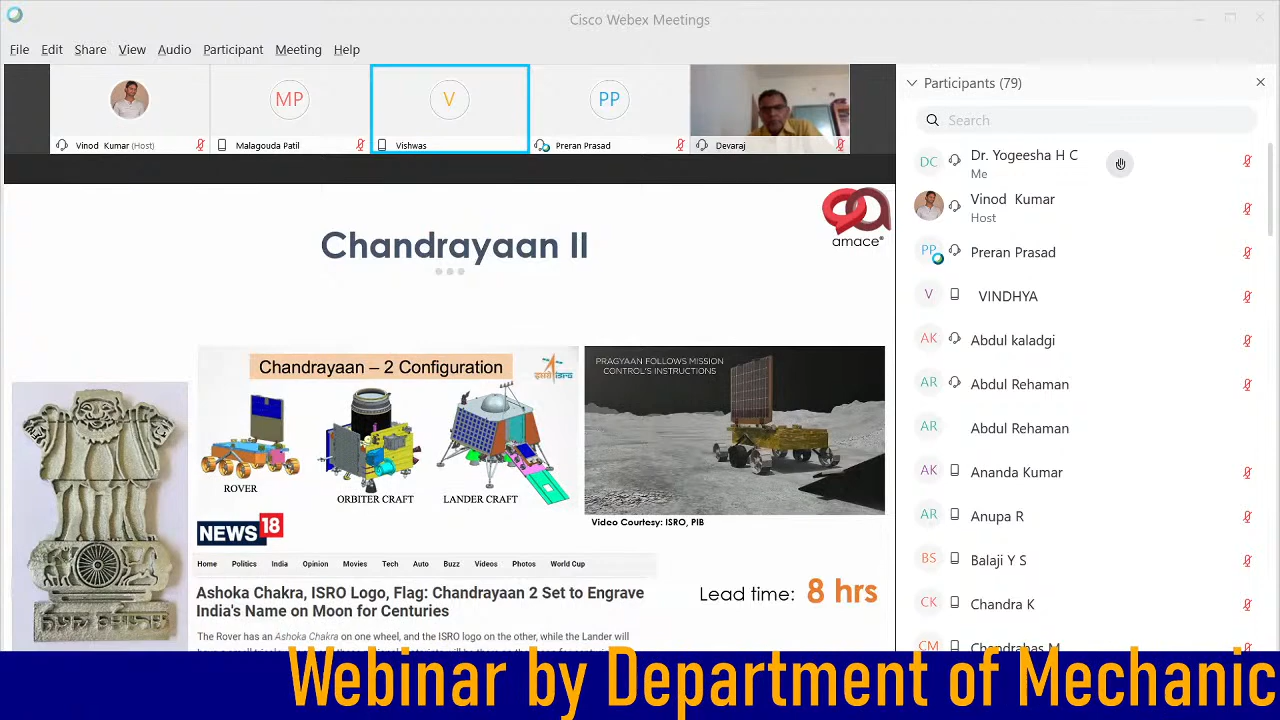 Cisco Webex Meetings
File Edit Share View Audio Participant Meeting Help
Vinod Kumar (Host)
MP
Malagouda Patil
V
Vishwas
PP
Preran Prasad
Devaraj
Participants (79)
Search
DC Dr. Yogeesha H C
Me
Vinod Kumar
Host
PP Preran Prasad
V VINDHYA
AK Abdul kaladgi
AR Abdul Rehaman
AR Abdul Rehaman
AK Ananda Kumar
AR Anupa R
BS Balaji Y S
CK Chandra K
CM Chandrahas M
amace®
Chandrayaan II
Chandrayaan – 2 Configuration
ROVER
ORBITER CRAFT
LANDER CRAFT
PRAGYAAN FOLLOWS MISSION
CONTROL'S INSTRUCTIONS
Video Courtesy: ISRO, PIB
NEWS 18
Home Politics India Opinion Movies Tech Auto Buzz Videos Photos World Cup
Ashoka Chakra, ISRO Logo, Flag: Chandrayaan 2 Set to Engrave
India's Name on Moon for Centuries
The Rover has an Ashoka Chakra on one wheel, and the ISRO logo on the other, while the Lander will
Lead time: 8 hrs
Webinar by Department of Mechanic